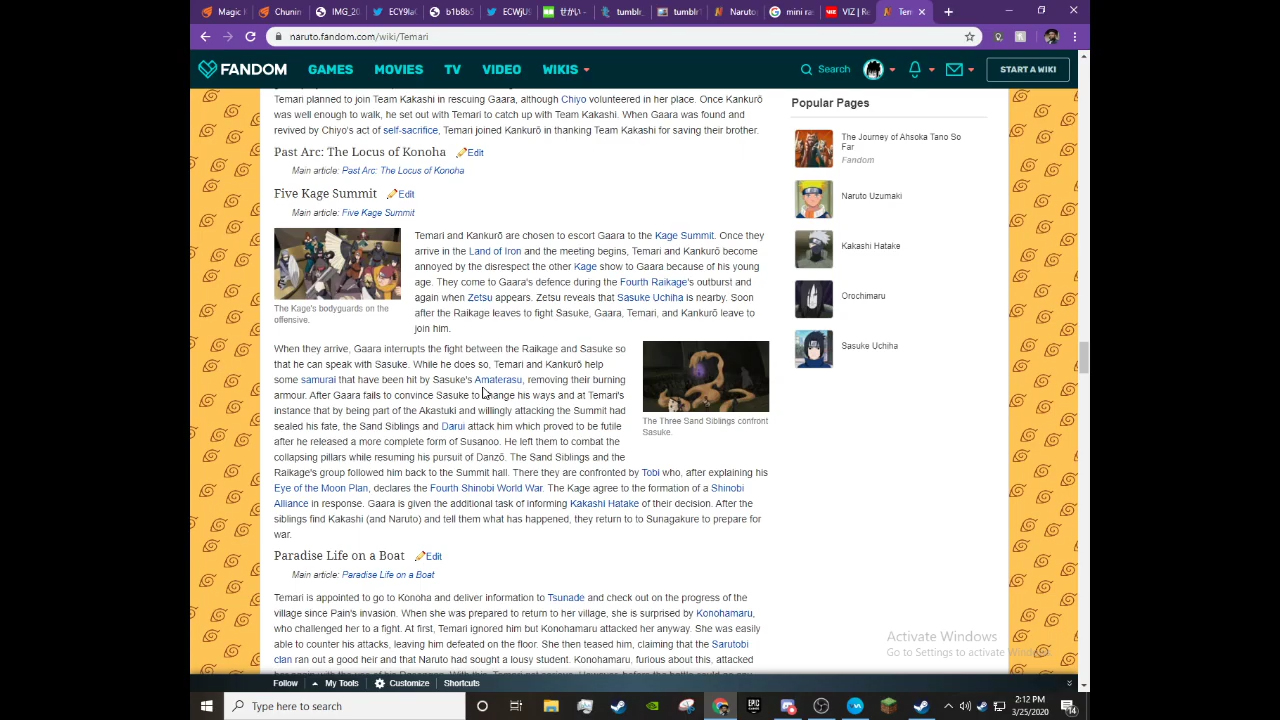 Magic
Chunin
IMG_20
ECY9la
b1b8b5
ECWjU
せかい
tumbl
tumblr
Naruto
mini ra
VIZ | Re
Tem
naruto.fandom.com/wiki/Temari
FANDOM GAMES MOVIES TV VIDEO WIKIS Search START A WIKI
Temari planned to join Team Kakashi in rescuing Gaara, although Chiyo volunteered in her place. Once Kankurō
was well enough to walk, he set out with Temari to catch up with Team Kakashi. When Gaara was found and
revived by Chiyo's act of self-sacrifice, Temari joined Kankurō in thanking Team Kakashi for saving their brother.
Past Arc: The Locus of Konoha Edit
Main article: Past Arc: The Locus of Konoha
Five Kage Summit Edit
Main article: Five Kage Summit
The Kage's bodyguards on the
offensive.
Temari and Kankurō are chosen to escort Gaara to the Kage Summit. Once they
arrive in the Land of Iron and the meeting begins, Temari and Kankurō become
annoyed by the disrespect the other Kage show to Gaara because of his young
age. They come to Gaara's defence during the Fourth Raikage's outburst and
again when Zetsu appears. Zetsu reveals that Sasuke Uchiha is nearby. Soon
after the Raikage leaves to fight Sasuke, Gaara, Temari, and Kankurō leave to
join him.
When they arrive, Gaara interrupts the fight between the Raikage and Sasuke so
that he can speak with Sasuke. While he does so, Temari and Kankurō help
some samurai that have been hit by Sasuke's Amaterasu, removing their burning
armour. After Gaara fails to convince Sasuke to change his ways and at Temari's
instance that by being part of the Akastuki and willingly attacking the Summit had
sealed his fate, the Sand Siblings and Darui attack him which proved to be futile
after he released a more complete form of Susanoo. He left them to combat the
collapsing pillars while resuming his pursuit of Danzō. The Sand Siblings and the
Raikage's group followed him back to the Summit hall. There they are confronted by Tobi who, after explaining his
Eye of the Moon Plan, declares the Fourth Shinobi World War. The Kage agree to the formation of a Shinobi
Alliance in response. Gaara is given the additional task of informing Kakashi Hatake of their decision. After the
siblings find Kakashi (and Naruto) and tell them what has happened, they return to to Sunagakure to prepare for
war.
The Three Sand Siblings confront
Sasuke.
Paradise Life on a Boat Edit
Main article: Paradise Life on a Boat
Temari is appointed to go to Konoha and deliver information to Tsunade and check out on the progress of the
village since Pain's invasion. When she was prepared to return to her village, she is surprised by Konohamaru,
who challenged her to a fight. At first, Temari ignored him but Konohamaru attacked her anyway. She was easily
able to counter his attacks, leaving him defeated on the floor. She then teased him, claiming that the Sarutobi
clan ran out a good heir and that Naruto had sought a lousy student. Konohamaru, furious about this, attacked
Popular Pages
The Journey of Ahsoka Tano So
Far
Fandom
Naruto Uzumaki
Kakashi Hatake
Orochimaru
Sasuke Uchiha
Activate Windows
Go to Settings to activate Windows.
Follow My Tools Customize Shortcuts
Type here to search
2:12 PM
3/25/2020
14